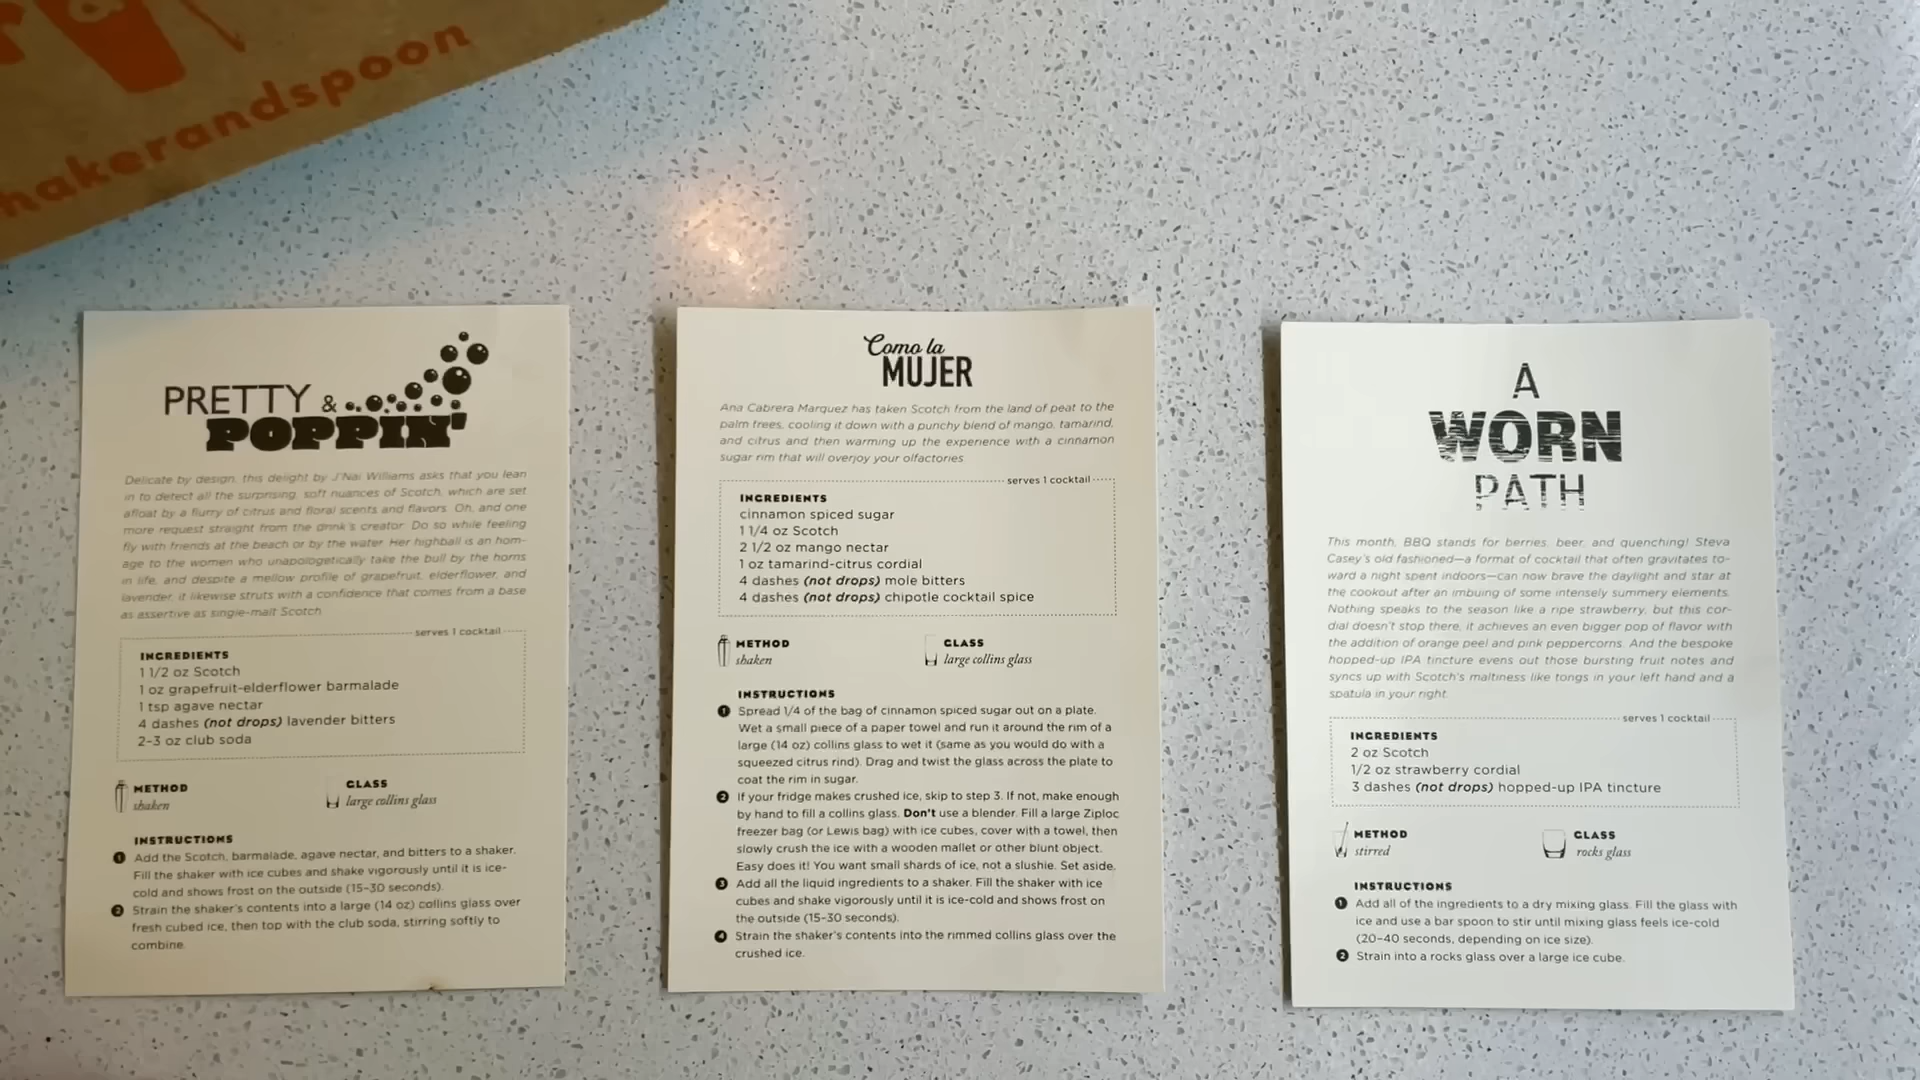 &
hakerandspoon
PRETTY &
POPPIN'
Delicate by design, this delight by J'Nai Williams asks that you lean
in to detect all the surprising, soft nuances of Scotch, which are set
afloat by a flurry of citrus and floral scents and flavors. Oh, and one
more request straight from the drink's creator: Do so while feeling
fly with friends at the beach or by the water. Her highball is an hom-
age to the women who unapologetically take the bull by the horns
in life, and despite a mellow profile of grapefruit, elderflower, and
lavender, it likewise struts with a confidence that comes from a base
as assertive as single-malt Scotch.
serves 1 cocktail
INGREDIENTS
1 1/2 oz Scotch
1 oz grapefruit-elderflower barmalade
1 tsp agave nectar
4 dashes (not drops) lavender bitters
2-3 oz club soda
METHOD
shaken
GLASS
large collins glass
INSTRUCTIONS
1 Add the Scotch, barmalade, agave nectar, and bitters to a shaker.
Fill the shaker with ice cubes and shake vigorously until it is ice-
cold and shows frost on the outside (15-30 seconds).
2 Strain the shaker's contents into a large (14 oz) collins glass over
fresh cubed ice, then top with the club soda, stirring softly to
combine.
Como la
MUJER
Ana Cabrera Marquez has taken Scotch from the land of peat to the
palm trees, cooling it down with a punchy blend of mango, tamarind,
and citrus and then warming up the experience with a cinnamon
sugar rim that will overjoy your olfactories.
serves 1 cocktail
INGREDIENTS
cinnamon spiced sugar
1 1/4 oz Scotch
2 1/2 oz mango nectar
1 oz tamarind-citrus cordial
4 dashes (not drops) mole bitters
4 dashes (not drops) chipotle cocktail spice
METHOD
shaken
GLASS
large collins glass
INSTRUCTIONS
1 Spread 1/4 of the bag of cinnamon spiced sugar out on a plate.
Wet a small piece of a paper towel and run it around the rim of a
large (14 oz) collins glass to wet it (same as you would do with a
squeezed citrus rind). Drag and twist the glass across the plate to
coat the rim in sugar.
2 If your fridge makes crushed ice, skip to step 3. If not, make enough
by hand to fill a collins glass. Don't use a blender. Fill a large Ziploc
freezer bag (or Lewis bag) with ice cubes, cover with a towel, then
slowly crush the ice with a wooden mallet or other blunt object.
Easy does it! You want small shards of ice, not a slushie. Set aside.
3 Add all the liquid ingredients to a shaker. Fill the shaker with ice
cubes and shake vigorously until it is ice-cold and shows frost on
the outside (15-30 seconds).
4 Strain the shaker's contents into the rimmed collins glass over the
crushed ice.
A
WORN
PATH
This month, BBQ stands for berries, beer, and quenching! Steva
Casey's old fashioned—a format of cocktail that often gravitates to-
ward a night spent indoors—can now brave the daylight and star at
the cookout after an imbuing of some intensely summery elements.
Nothing speaks to the season like a ripe strawberry, but this cor-
dial doesn't stop there, it achieves an even bigger pop of flavor with
the addition of orange peel and pink peppercorns. And the bespoke
hopped-up IPA tincture evens out those bursting fruit notes and
syncs up with Scotch's maltiness like tongs in your left hand and a
spatula in your right.
serves 1 cocktail
INGREDIENTS
2 oz Scotch
1/2 oz strawberry cordial
3 dashes (not drops) hopped-up IPA tincture
METHOD
stirred
GLASS
rocks glass
INSTRUCTIONS
1 Add all of the ingredients to a dry mixing glass. Fill the glass with
ice and use a bar spoon to stir until mixing glass feels ice-cold
(20-40 seconds, depending on ice size).
2 Strain into a rocks glass over a large ice cube.